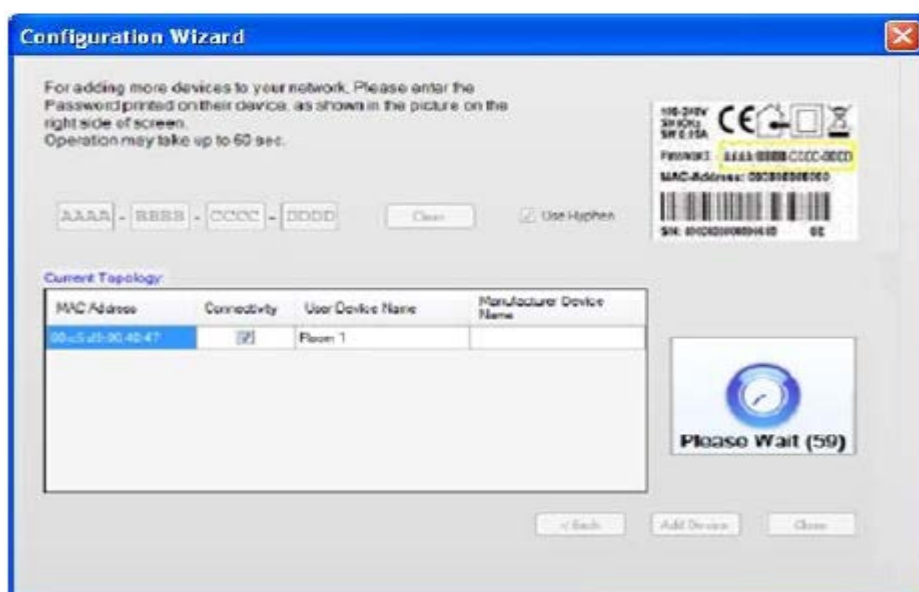 Configuration Wizard
For adding more devices to your network. Please enter the
Password printed on their device, as shown in the picture on the
right side of screen.
Operation may take up to 60 sec.
AAAA - BBBB - CCCC - DDDD
Clear
Use Hyphen
Password: AAAA-BBBB-CCCC-DDDD
MAC-Address:
Current Topology:
MAC Address Connectivity User Device Name Manufacturer Device
Name
Room 1
Please Wait (59)
< Back Add Device Close